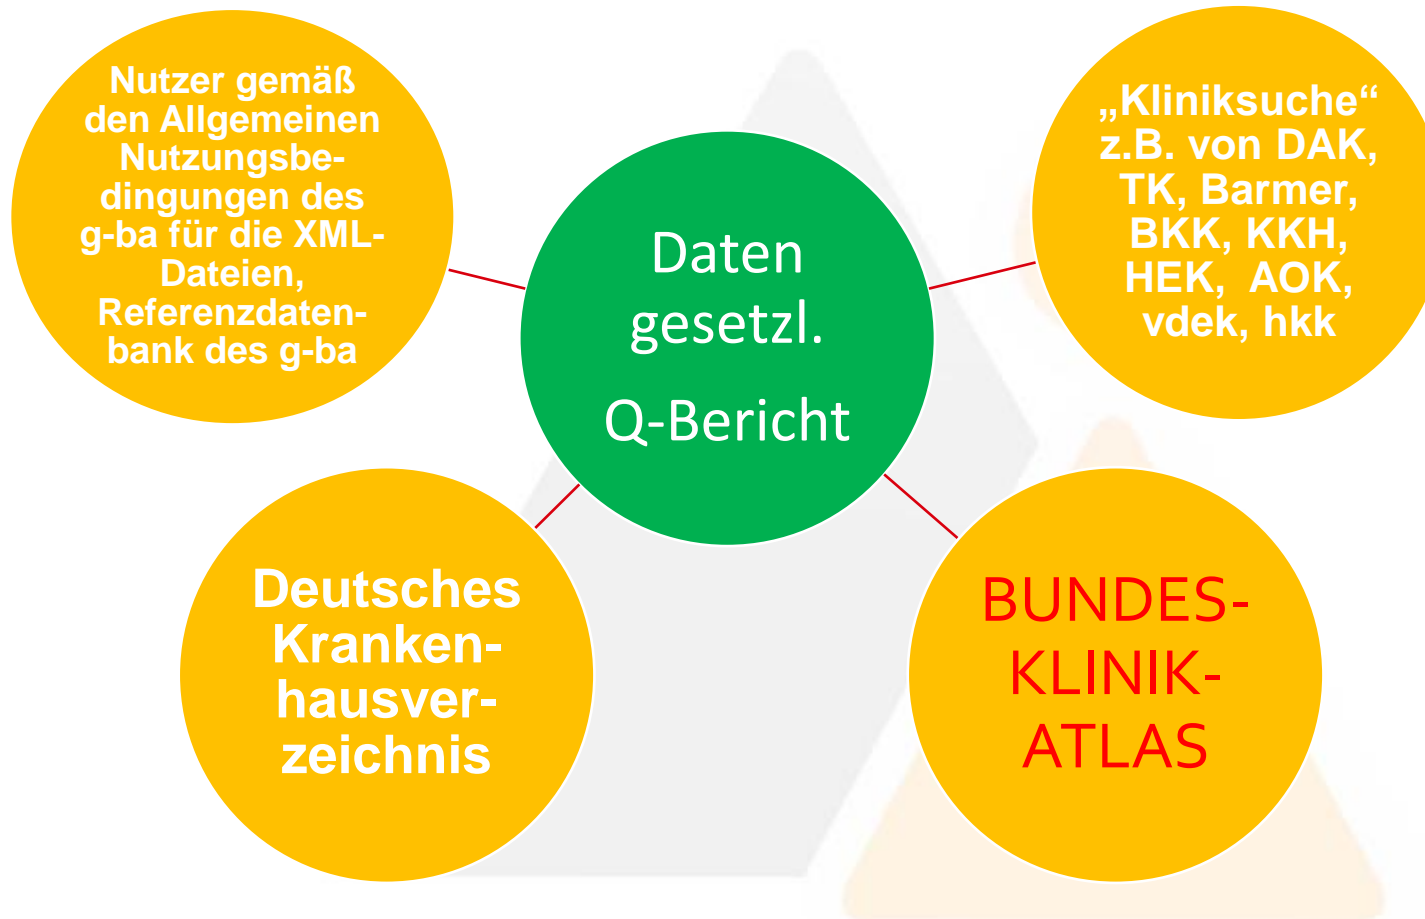 Nutzer gemäß
den Allgemeinen
Nutzungsbe-
dingungen des
g-ba für die XML-
Dateien,
Referenzdaten-
bank des g-ba
„Kliniksuche“
z.B. von DAK,
TK, Barmer,
BKK, KKH,
HEK, AOK,
vdek, hkk
Daten
gesetzl.
Q-Bericht
Deutsches
Kranken-
hausver-
zeichnis
BUNDES-
KLINIK-
ATLAS